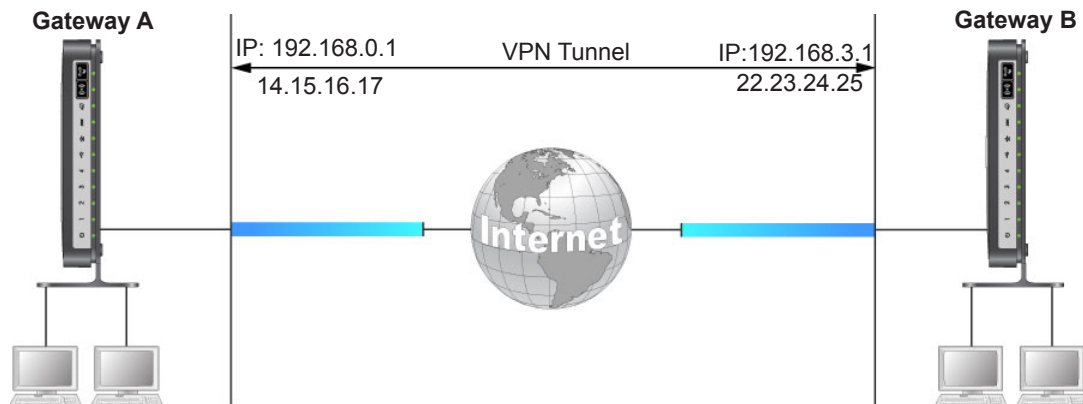 Gateway A
Gateway B
IP: 192.168.0.1
VPN Tunnel
IP:192.168.3.1
14.15.16.17
22.23.24.25
Internet